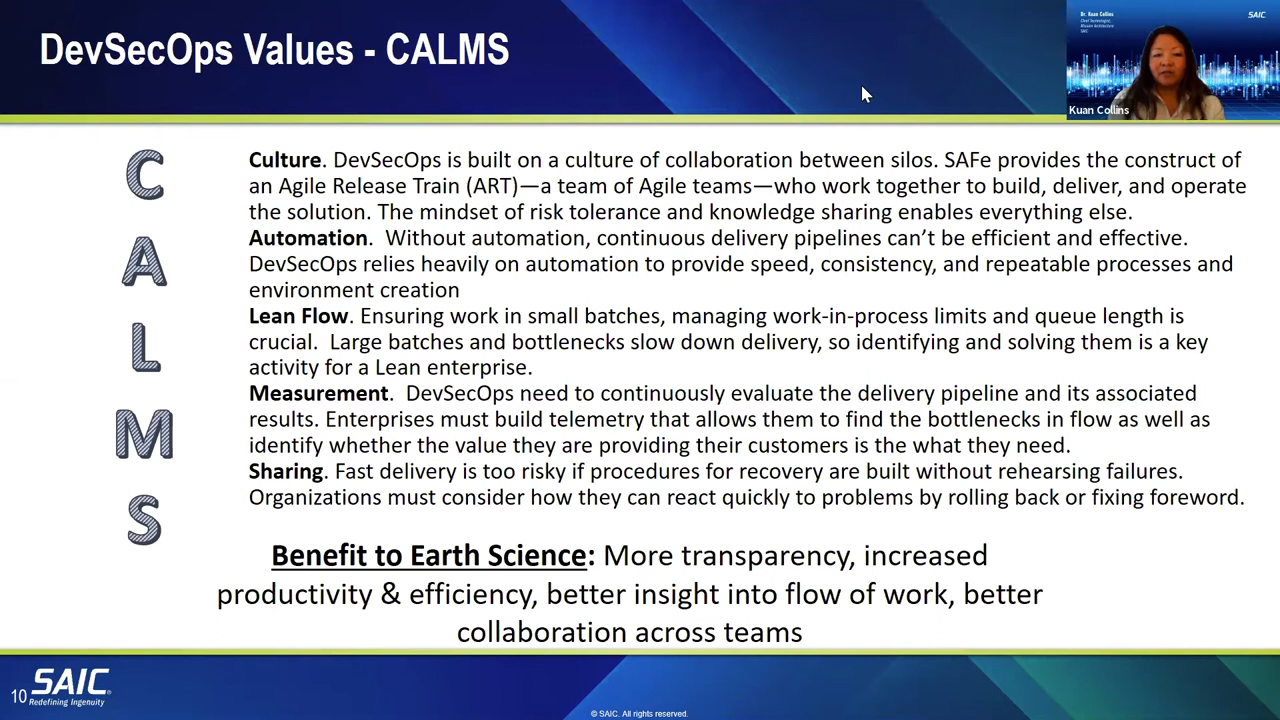 DevSecOps Values - CALMS
Dr. Kuan Collins
Chief Technologist,
Mission Architecture
SAIC
SAIC
Kuan Collins
C
A
L
M
S
Culture. DevSecOps is built on a culture of collaboration between silos. SAFe provides the construct of
an Agile Release Train (ART)—a team of Agile teams—who work together to build, deliver, and operate
the solution. The mindset of risk tolerance and knowledge sharing enables everything else.
Automation.  Without automation, continuous delivery pipelines can't be efficient and effective.
DevSecOps relies heavily on automation to provide speed, consistency, and repeatable processes and
environment creation
Lean Flow. Ensuring work in small batches, managing work-in-process limits and queue length is
crucial.  Large batches and bottlenecks slow down delivery, so identifying and solving them is a key
activity for a Lean enterprise.
Measurement.  DevSecOps need to continuously evaluate the delivery pipeline and its associated
results. Enterprises must build telemetry that allows them to find the bottlenecks in flow as well as
identify whether the value they are providing their customers is the what they need.
Sharing. Fast delivery is too risky if procedures for recovery are built without rehearsing failures.
Organizations must consider how they can react quickly to problems by rolling back or fixing foreword.
Benefit to Earth Science: More transparency, increased
productivity & efficiency, better insight into flow of work, better
collaboration across teams
10
SAIC®
Redefining Ingenuity
© SAIC. All rights reserved.